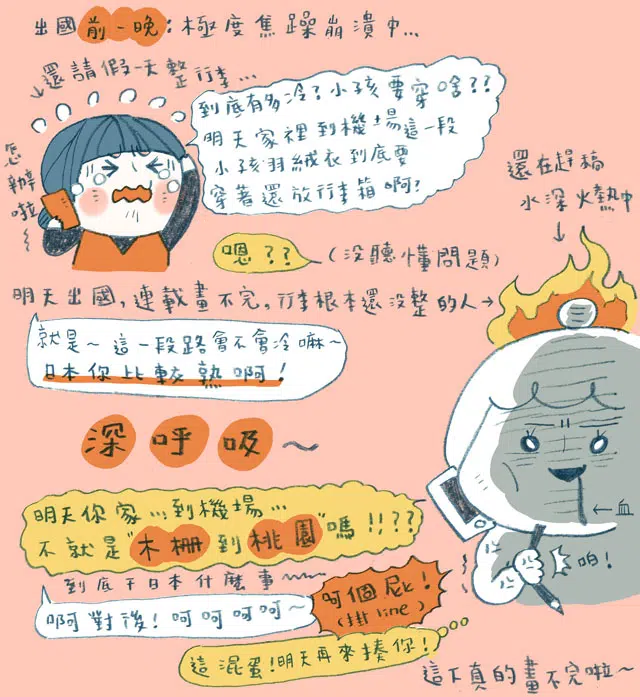 出國前一晚:極度焦躁崩潰中...
還請假一天整行李...
怎辦啦
到底有多冷?小孩要穿啥??
明天家裡到機場這一段
小孩羽絨衣到底要
穿著還放行李箱啊?
還在趕稿
水深火熱中
嗯??
(沒聽懂問題)
明天出國,連載畫不完,行李根本還沒整的人→
就是~這一段路會不會冷嘛~
日本你比較熟啊!
深呼吸~
←血
明天你家...到機場...
不就是"木柵到桃園"嗎!!??
啪!
到底干日本什麼事~~~
啊對後!呵呵呵呵~
呵個屁!
(掛line)
這混蛋!明天再來揍你!
這下真的畫不完啦~